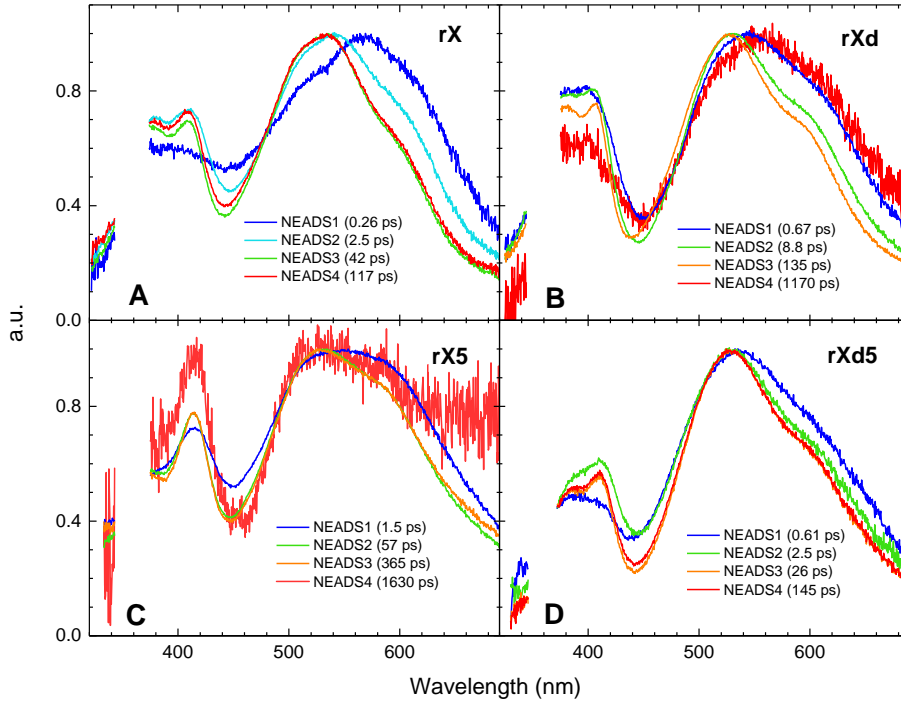 rX
rXd
0.8
0.4
NEADS1 (0.26 ps)
NEADS2 (2.5 ps)
NEADS3 (42 ps)
NEADS4 (117 ps)
NEADS1 (0.67 ps)
NEADS2 (8.8 ps)
NEADS3 (135 ps)
NEADS4 (1170 ps)
A
B
0.0
a.u.
rX5
rXd5
0.8
0.4
NEADS1 (1.5 ps)
NEADS2 (57 ps)
NEADS3 (365 ps)
NEADS4 (1630 ps)
NEADS1 (0.61 ps)
NEADS2 (2.5 ps)
NEADS3 (26 ps)
NEADS4 (145 ps)
C
D
0.0
400 500 600 400 500 600
Wavelength (nm)